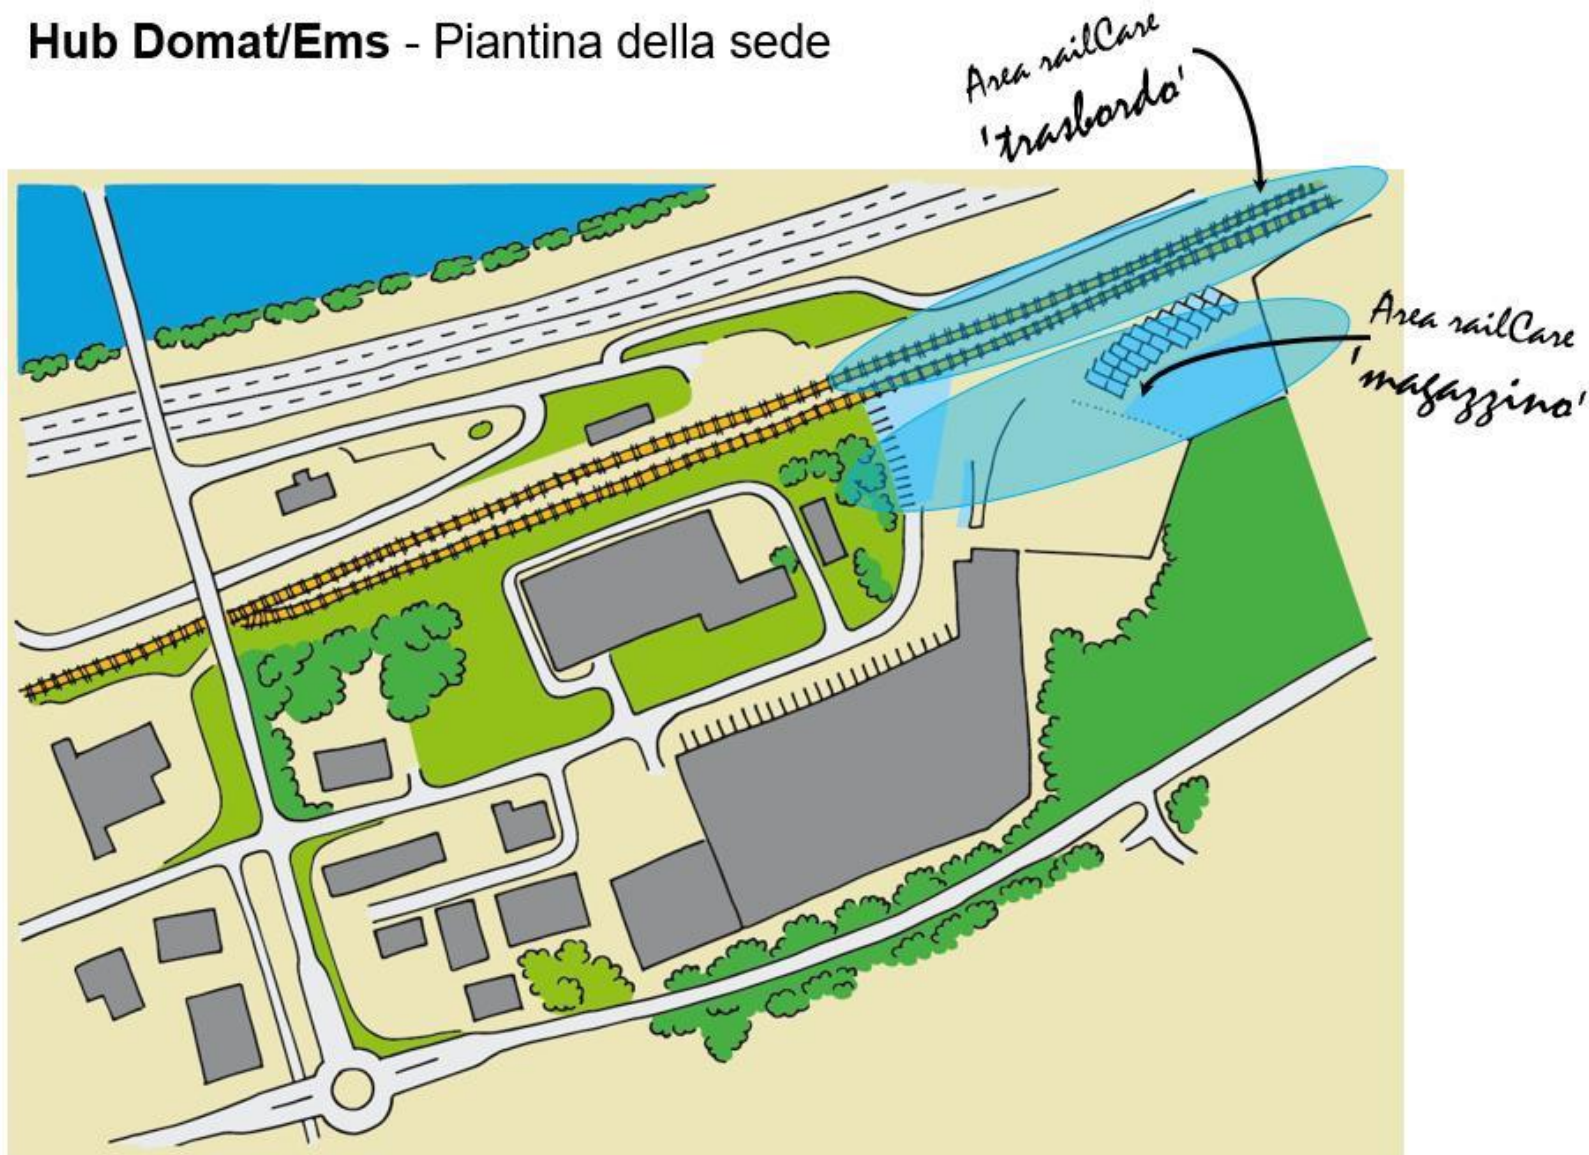 Hub Domat/Ems - Piantina della sede
Area railCare
'trasbordo'
Area railCare
'magazzino'